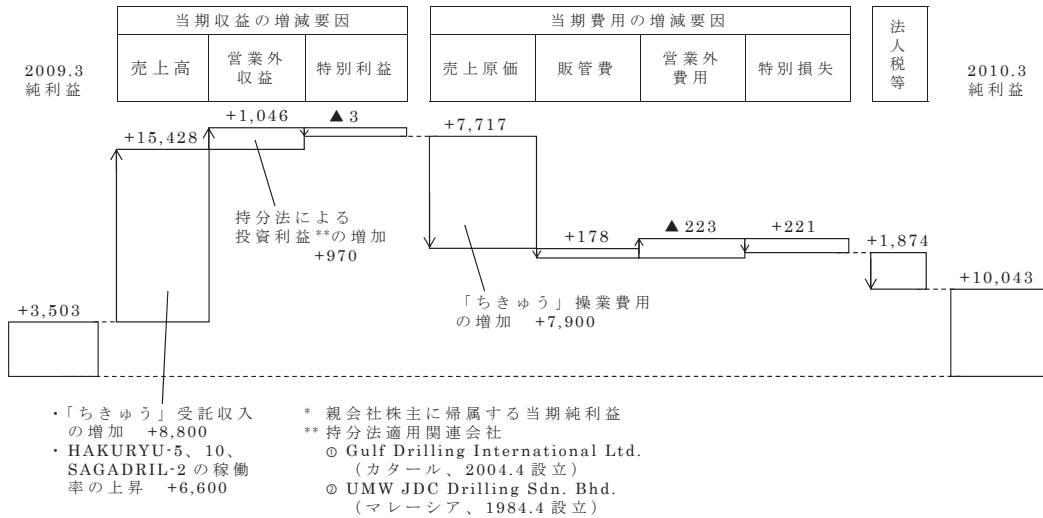 当期収益の増減要因
当期費用の増減要因
2009.3
純利益
売上高
営業外
収益
特別利益
売上原価
販管費
営業外
費用
特別損失
法人税等
2010.3
純利益
+3,503
+15,428
+1,046
▲3
+7,717
+178
▲223
+221
+1,874
+10,043
持分法による
投資利益**の増加
+970
「ちきゅう」操業費用
の増加 +7,900
・「ちきゅう」受託収入
の増加 +8,800
・HAKURYU-5、10、
SAGADRIL-2の稼働
率の上昇 +6,600
* 親会社株主に帰属する当期純利益
** 持分法適用関連会社
① Gulf Drilling International Ltd.
（カタール、2004.4 設立）
② UMW JDC Drilling Sdn. Bhd.
（マレーシア、1984.4 設立）